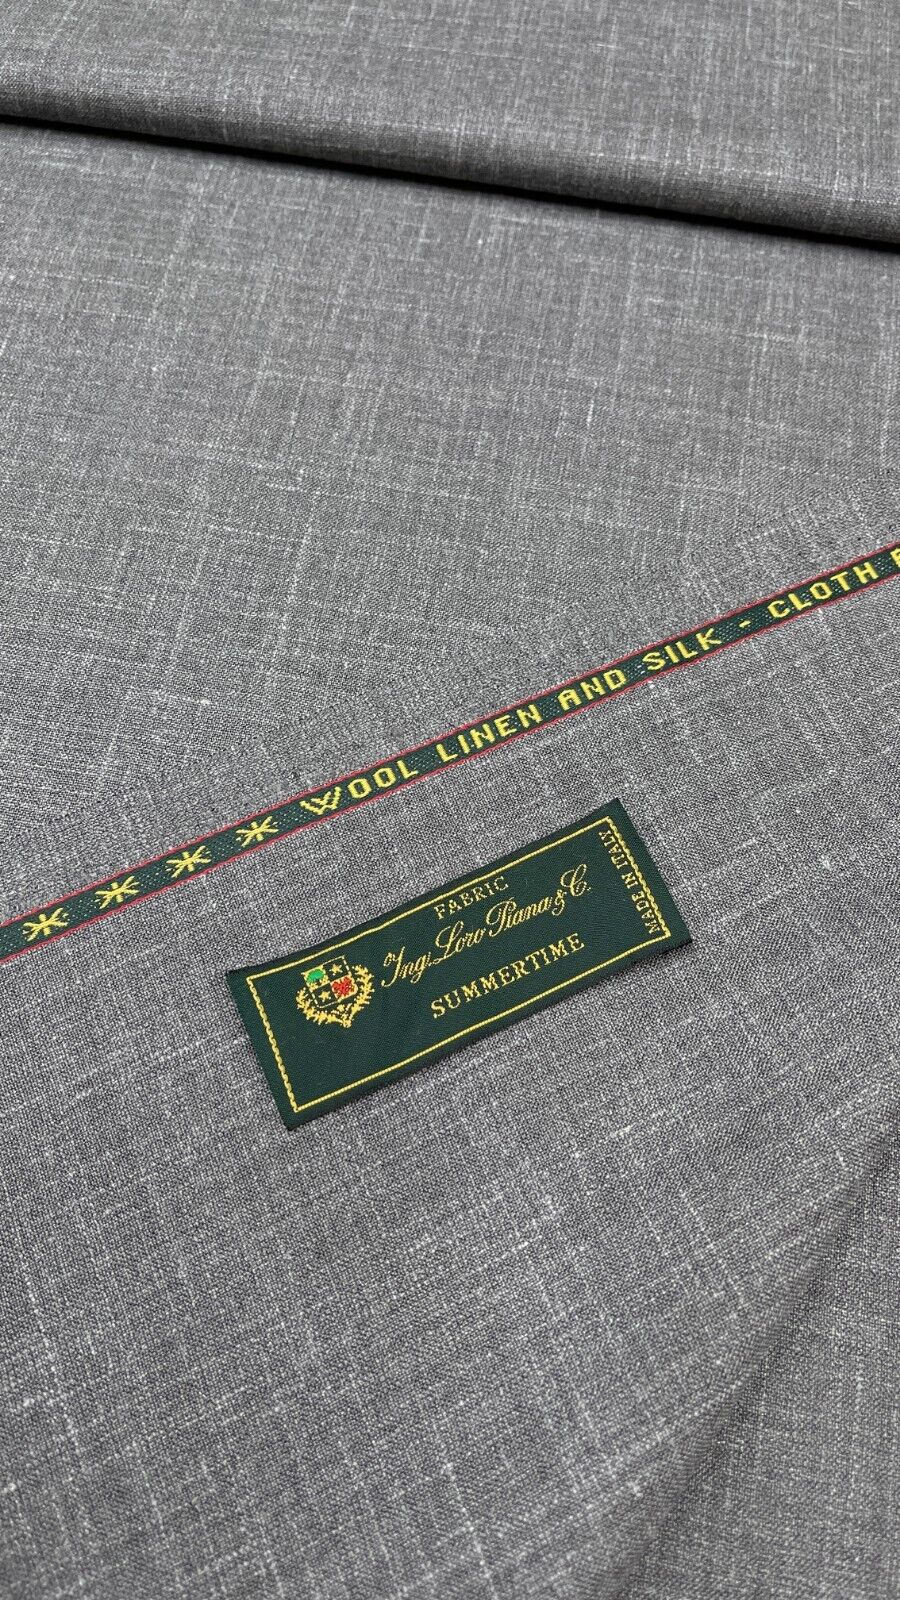 WOOL LINEN AND SILK - CLOTH
FABRIC
Ing. Loro Piana & C.
SUMMERTIME
MADE IN ITALY